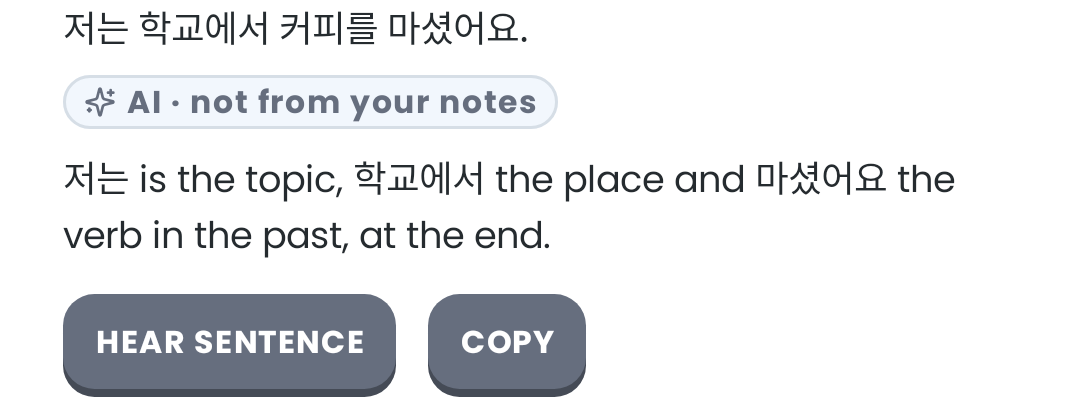 저는 학교에서 커피를 마셨어요.
AI · not from your notes
저는 is the topic, 학교에서 the place and 마셨어요 the
verb in the past, at the end.
HEAR SENTENCE
COPY